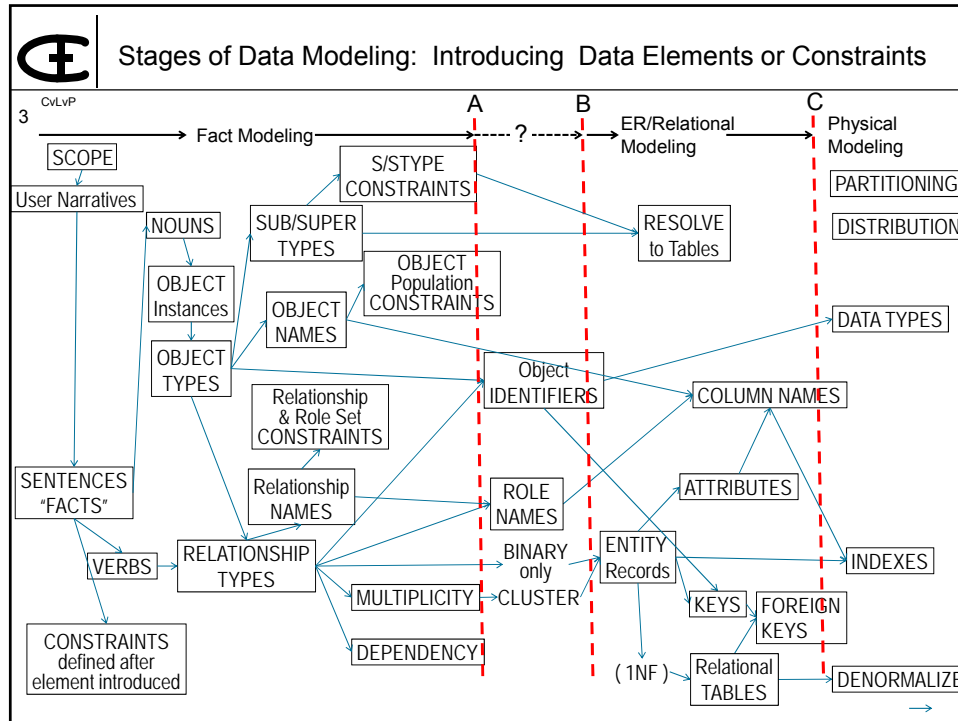 Stages of Data Modeling: Introducing Data Elements or Constraints
CvLvP
3
A
B
C
Fact Modeling
?
ER/Relational
Modeling
Physical
Modeling
SCOPE
User Narratives
NOUNS
OBJECT
Instances
OBJECT
TYPES
SENTENCES
"FACTS"
VERBS
CONSTRAINTS
defined after
element introduced
S/STYPE
CONSTRAINTS
SUB/SUPER
TYPES
OBJECT
Population
CONSTRAINTS
OBJECT
NAMES
Relationship
& Role Set
CONSTRAINTS
Relationship
NAMES
RELATIONSHIP
TYPES
MULTIPLICITY
DEPENDENCY
Object
IDENTIFIERS
ROLE
NAMES
BINARY
only
CLUSTER
RESOLVE
to Tables
COLUMN NAMES
ATTRIBUTES
ENTITY
Records
KEYS
FOREIGN
KEYS
( 1NF )
Relational
TABLES
PARTITIONING
DISTRIBUTION
DATA TYPES
INDEXES
DENORMALIZE